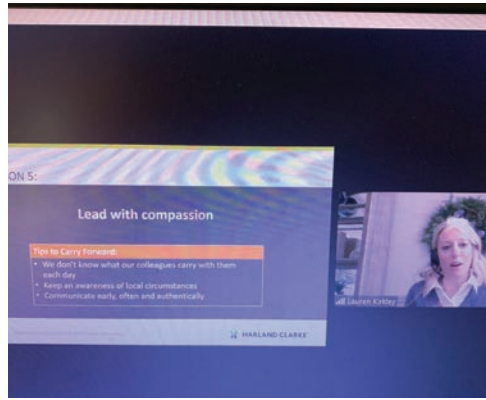 ON 5:
Lead with compassion
Tips to Carry Forward:
• We don't know what our colleagues carry with them
each day
• Keep an awareness of local circumstances
• Communicate early, often and authentically
HARLAND CLARKE
Lauren Kirkley